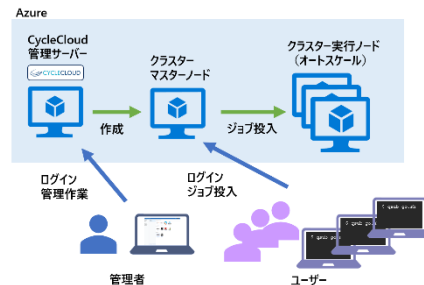 Azure
CycleCloud
管理サーバー
CYCLECLOUD
クラスター
マスターノード
クラスター実行ノード
(オートスケール)
作成
ジョブ投入
ログイン
管理作業
ログイン
ジョブ投入
管理者
ユーザー